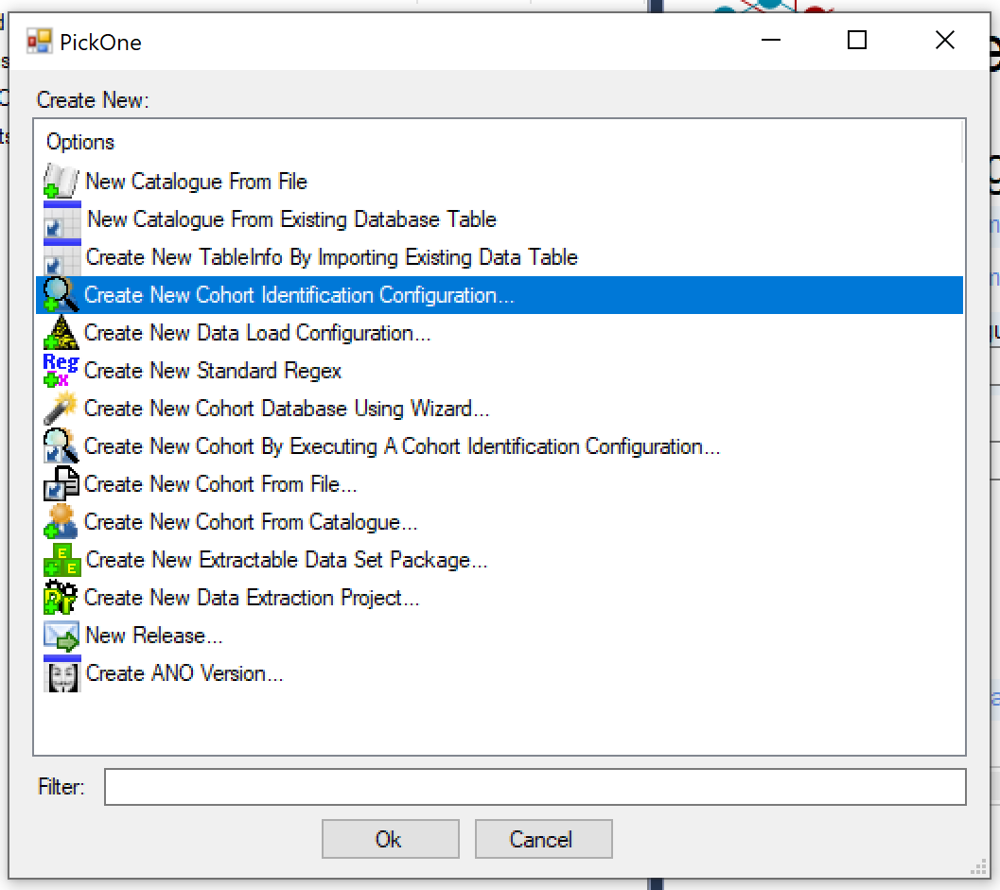 PickOne
Create New:
Options
New Catalogue From File
New Catalogue From Existing Database Table
Create New TableInfo By Importing Existing Data Table
Create New Cohort Identification Configuration...
Create New Data Load Configuration...
Reg
x
Create New Standard Regex
Create New Cohort Database Using Wizard...
Create New Cohort By Executing A Cohort Identification Configuration...
Create New Cohort From File...
Create New Cohort From Catalogue...
E
E
Create New Extractable Data Set Package...
Create New Data Extraction Project...
New Release...
Create ANO Version...
Filter:
Ok
Cancel